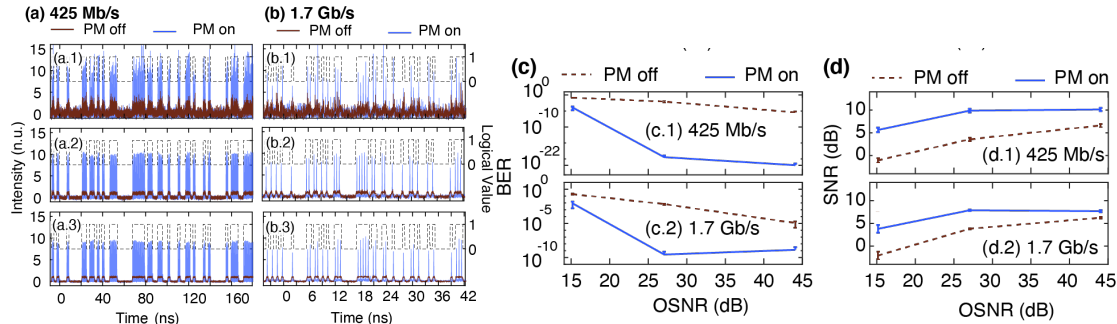 (a) 425 Mb/s
PM off
PM on
(b) 1.7 Gb/s
PM off
PM on
Intensity (n.u.)
15
10
5
0
(a.1)
15
10
5
0
(a.2)
15
10
5
0
(a.3)
0 40 80 120 160
Time (ns)
(b.1)
1
0
(b.2)
1
0
(b.3)
1
0
0 6 12 18 24 30 36 42
Time (ns)
Logical Value
(c)
PM off
PM on
BER
10^0
10^-10
10^-22
(c.1) 425 Mb/s
10^0
10^-5
10^-10
(c.2) 1.7 Gb/s
15 20 25 30 35 40 45
OSNR (dB)
(d)
PM off
PM on
SNR (dB)
10
5
0
(d.1) 425 Mb/s
10
5
0
(d.2) 1.7 Gb/s
15 20 25 30 35 40 45
OSNR (dB)